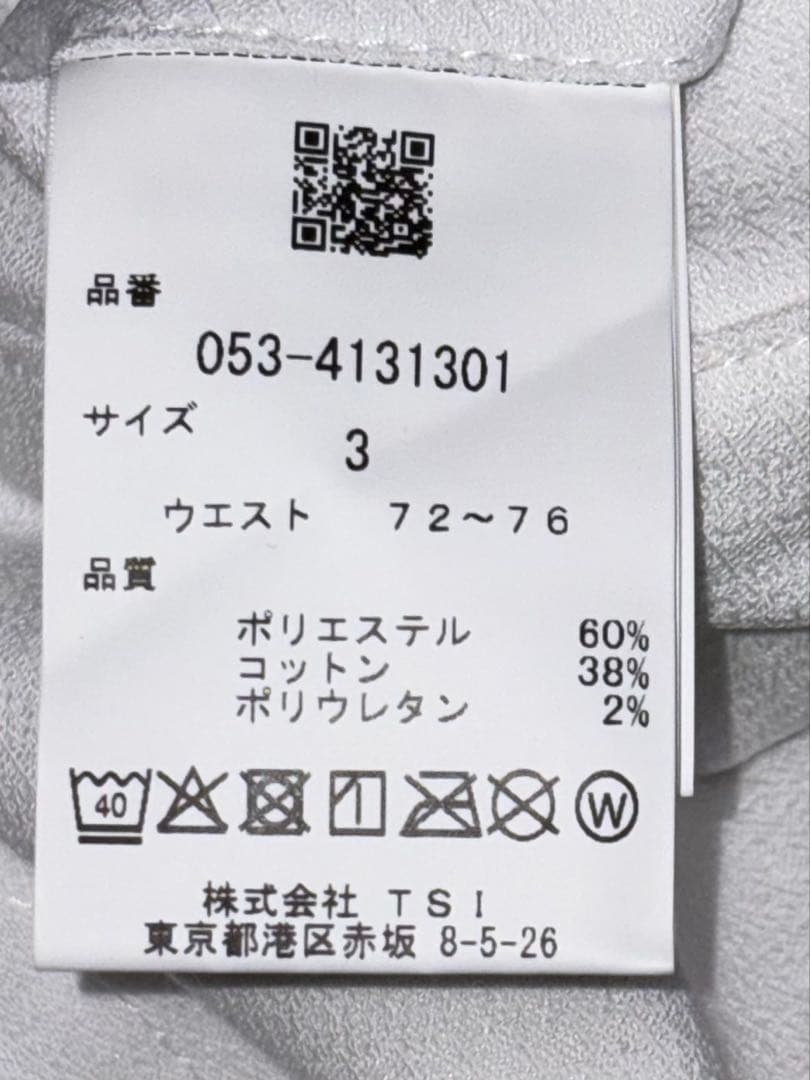 品番
053-4131301
サイズ
3
ウエスト 72~76
品質
ポリエステル 60%
コットン 38%
ポリウレタン 2%
40
W
株式会社 TSI
東京都港区赤坂 8-5-26